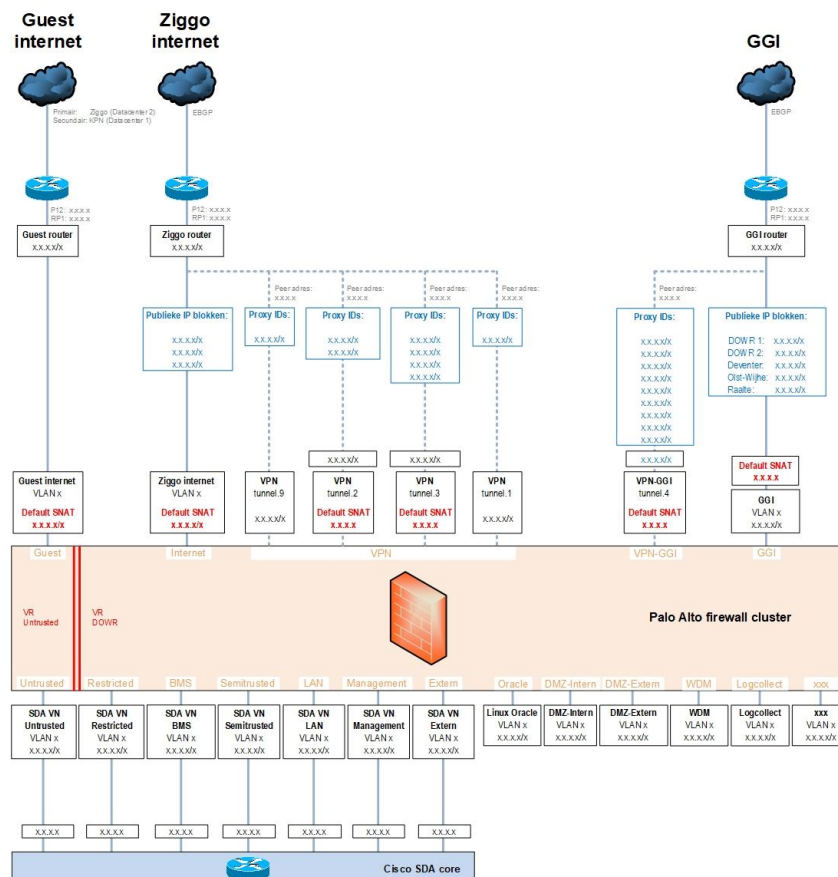 Guest
internet
Ziggo
internet
GGI
Primair: Ziggo (Datacenter 2)
Secundair: KPN (Datacenter 1)
EBGP
EBGP
P12: x.x.x.x
RP1: x.x.x.x
P12: x.x.x.x
RP1: x.x.x.x
P12: x.x.x.x
RP1: x.x.x.x
Guest router
x.x.x.x/x
Ziggo router
x.x.x.x/x
GGI router
x.x.x.x/x
Peer adres:
x.x.x.x
Peer adres:
x.x.x.x
Peer adres:
x.x.x.x
Peer adres:
x.x.x.x
Peer adres:
x.x.x.x
Publieke IP blokken:
x.x.x.x/x
x.x.x.x/x
x.x.x.x/x
Proxy IDs:
x.x.x.x/x
Proxy IDs:
x.x.x.x/x
x.x.x.x/x
Proxy IDs:
x.x.x.x/x
x.x.x.x/x
x.x.x.x/x
x.x.x.x/x
Proxy IDs:
x.x.x.x/x
Proxy IDs:
x.x.x.x/x
x.x.x.x/x
x.x.x.x/x
x.x.x.x/x
x.x.x.x/x
x.x.x.x/x
x.x.x.x/x
x.x.x.x/x
x.x.x.x/x
Publieke IP blokken:
DOWR 1: x.x.x.x/x
DOWR 2: x.x.x.x/x
Deventer: x.x.x.x/x
Olst-Wijhe: x.x.x.x/x
Raalte: x.x.x.x/x
x.x.x.x/x
x.x.x.x/x
x.x.x.x/x
Guest internet
VLAN x
Default SNAT
x.x.x.x/x
Ziggo internet
VLAN x
Default SNAT
x.x.x.x/x
VPN
tunnel.9
x.x.x.x/x
VPN
tunnel.2
Default SNAT
x.x.x.x
VPN
tunnel.3
Default SNAT
x.x.x.x
VPN
tunnel.1
x.x.x.x/x
VPN-GGI
tunnel.4
Default SNAT
x.x.x.x
Default SNAT
x.x.x.x
GGI
VLAN x
x.x.x.x/x
Guest
Internet
VPN
VPN-GGI
GGI
VR
Untrusted
VR
DOWR
Palo Alto firewall cluster
Untrusted
Restricted
BMS
Semitrusted
LAN
Management
Extern
Oracle
DMZ-Intern
DMZ-Extern
WDM
Logcollect
xxx
SDA VN
Untrusted
VLAN x
x.x.x.x/x
SDA VN
Restricted
VLAN x
x.x.x.x/x
SDA VN
BMS
VLAN x
x.x.x.x/x
SDA VN
Semitrusted
VLAN x
x.x.x.x/x
SDA VN
LAN
VLAN x
x.x.x.x/x
SDA VN
Management
VLAN x
x.x.x.x/x
SDA VN
Extern
VLAN x
x.x.x.x/x
Linux Oracle
VLAN x
x.x.x.x/x
DMZ-Intern
VLAN x
x.x.x.x/x
DMZ-Extern
VLAN x
x.x.x.x/x
WDM
VLAN x
x.x.x.x/x
Logcollect
VLAN x
x.x.x.x/x
xxx
VLAN x
x.x.x.x/x
x.x.x.x
x.x.x.x
x.x.x.x
x.x.x.x
x.x.x.x
x.x.x.x
x.x.x.x
Cisco SDA core